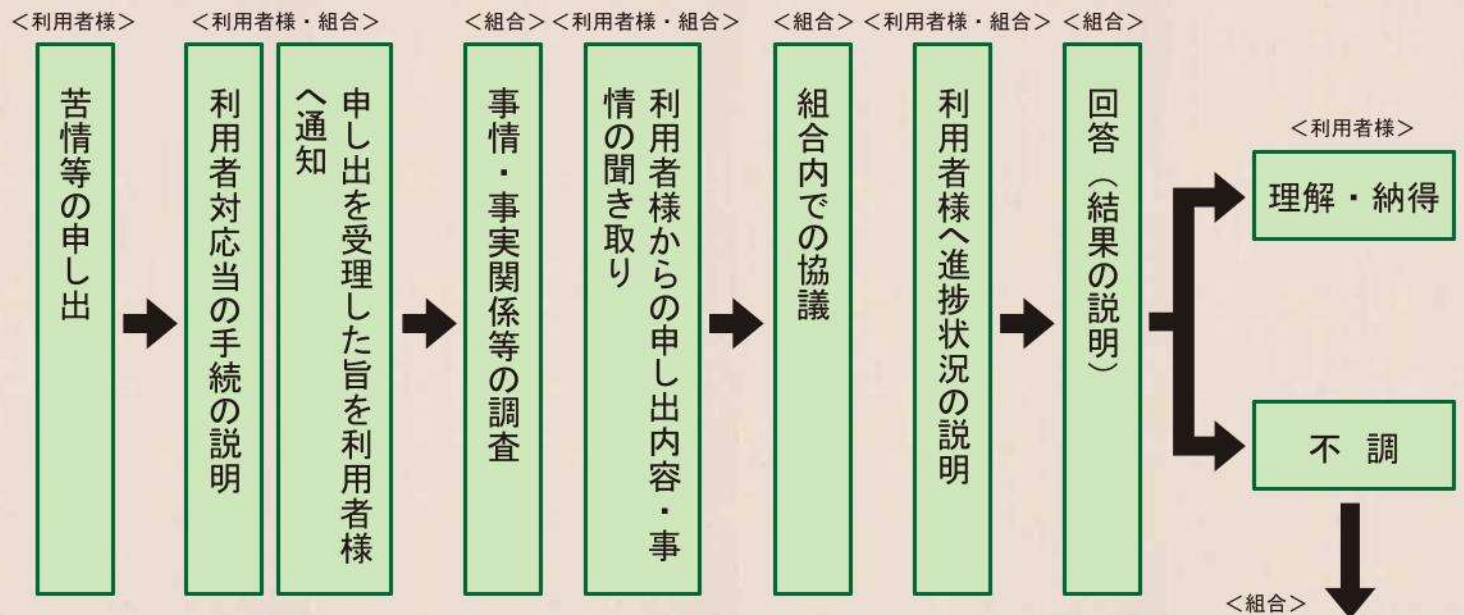 <利用者様>
苦情等の申し出
<利用者様・組合>
利用者対応当の手続の説明
申し出を受理した旨を利用者様
へ通知
<組合>
事情・事実関係等の調査
<利用者様・組合>
利用者様からの申し出内容・事
情の聞き取り
<組合>
組合内での協議
<利用者様・組合>
利用者様へ進捗状況の説明
<組合>
回答（結果の説明）
<利用者様>
理解・納得
不 調
<組合>